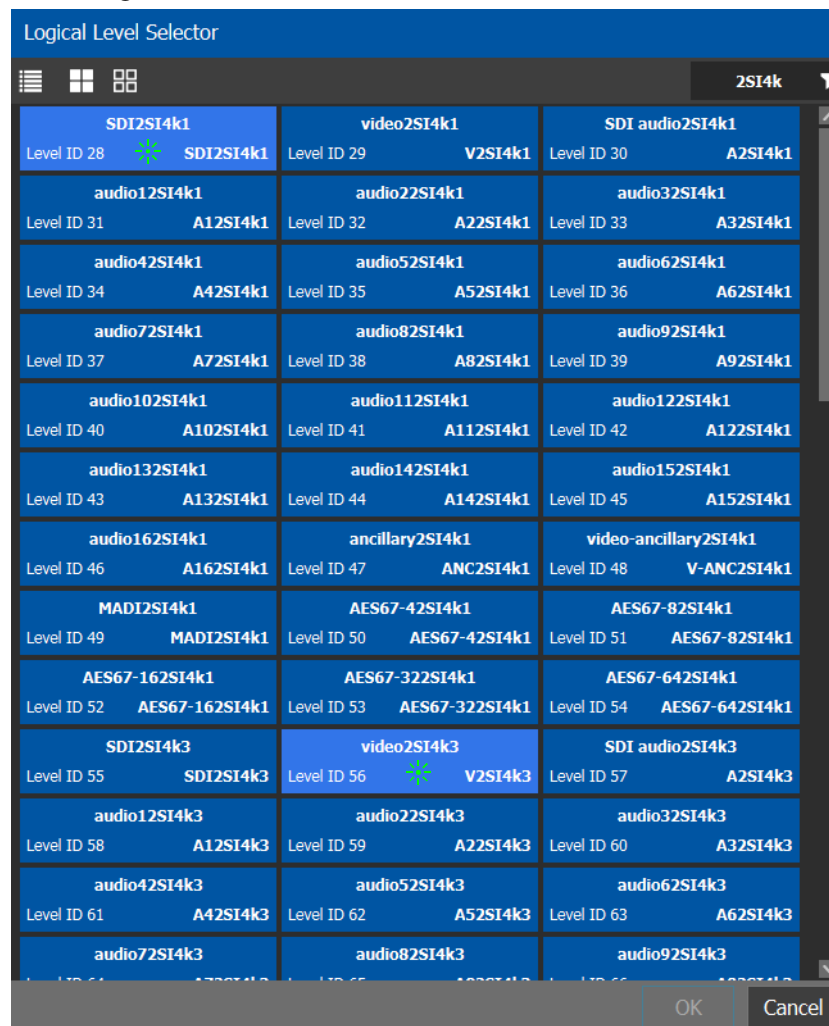 Logical Level Selector
2SI4k
SDI2SI4k1 video2SI4k1 SDI audio2SI4k1
Level ID 28 SDI2SI4k1 Level ID 29 V2SI4k1 Level ID 30 A2SI4k1
audio12SI4k1 audio22SI4k1 audio32SI4k1
Level ID 31 A12SI4k1 Level ID 32 A22SI4k1 Level ID 33 A32SI4k1
audio42SI4k1 audio52SI4k1 audio62SI4k1
Level ID 34 A42SI4k1 Level ID 35 A52SI4k1 Level ID 36 A62SI4k1
audio72SI4k1 audio82SI4k1 audio92SI4k1
Level ID 37 A72SI4k1 Level ID 38 A82SI4k1 Level ID 39 A92SI4k1
audio102SI4k1 audio112SI4k1 audio122SI4k1
Level ID 40 A102SI4k1 Level ID 41 A112SI4k1 Level ID 42 A122SI4k1
audio132SI4k1 audio142SI4k1 audio152SI4k1
Level ID 43 A132SI4k1 Level ID 44 A142SI4k1 Level ID 45 A152SI4k1
audio162SI4k1 ancillary2SI4k1 video-ancillary2SI4k1
Level ID 46 A162SI4k1 Level ID 47 ANC2SI4k1 Level ID 48 V-ANC2SI4k1
MADI2SI4k1 AES67-42SI4k1 AES67-82SI4k1
Level ID 49 MADI2SI4k1 Level ID 50 AES67-42SI4k1 Level ID 51 AES67-82SI4k1
AES67-162SI4k1 AES67-322SI4k1 AES67-642SI4k1
Level ID 52 AES67-162SI4k1 Level ID 53 AES67-322SI4k1 Level ID 54 AES67-642SI4k1
SDI2SI4k3 video2SI4k3 SDI audio2SI4k3
Level ID 55 SDI2SI4k3 Level ID 56 V2SI4k3 Level ID 57 A2SI4k3
audio12SI4k3 audio22SI4k3 audio32SI4k3
Level ID 58 A12SI4k3 Level ID 59 A22SI4k3 Level ID 60 A32SI4k3
audio42SI4k3 audio52SI4k3 audio62SI4k3
Level ID 61 A42SI4k3 Level ID 62 A52SI4k3 Level ID 63 A62SI4k3
audio72SI4k3 audio82SI4k3 audio92SI4k3
OK Cancel